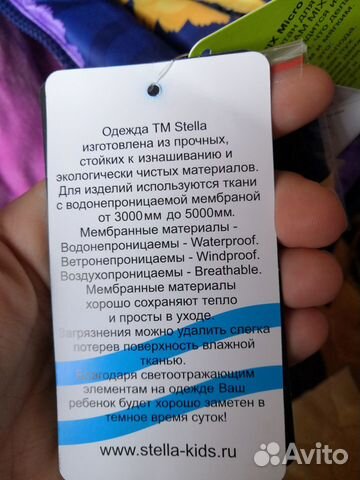 Одежда ТМ Stella
изготовлена из прочных,
стойких к изнашиванию и
экологически чистых материалов.
Для изделий используются ткани
с водонепроницаемой мембраной
от 3000мм до 5000мм.
Мембранные материалы -
Водонепроницаемы - Waterproof.
Ветронепроницаемы - Windproof.
Воздухопроницаемы - Breathable.
Мембранные материалы
хорошо сохраняют тепло
и просты в уходе.
Загрязнения можно удалить слегка
потерев поверхность влажной
тканью.
Благодаря светоотражающим
элементам на одежде Ваш
ребенок будет хорошо заметен в
темное время суток!
www.stella-kids.ru
Micro
Avito